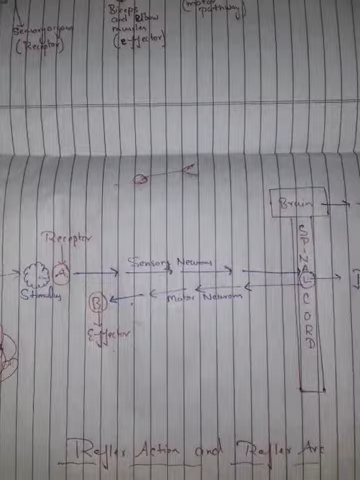 Biceps
and Elbow
muscles
(Effector)
(motor
pathway)
(Receptor)
Brain
Receptor
Sensory Neurons
A
B
Motor Neurons
Effector
SPINAL CORD
Reflex Action and Reflex Arc